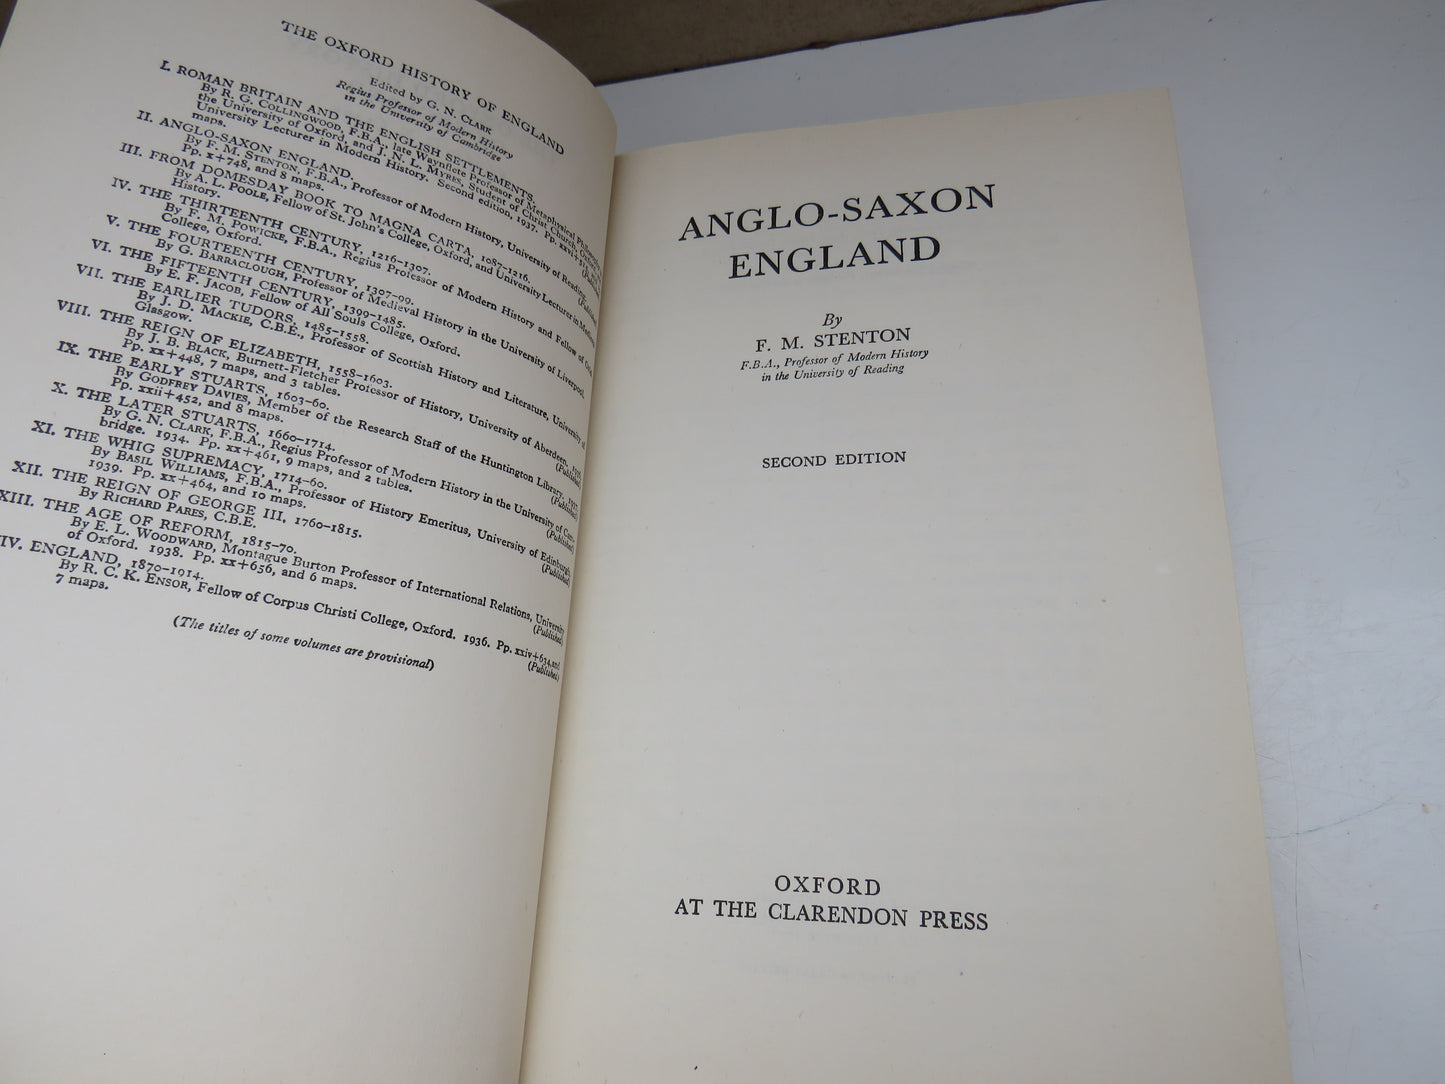 THE OXFORD HISTORY OF ENGLAND
Edited by G. N. CLARK
Regius Professor of Modern History
in the University of Cambridge
I. ROMAN BRITAIN AND THE ENGLISH SETTLEMENTS.
By R. G. COLLINGWOOD, F.B.A., late Waynflete Professor of Metaphysical Philosophy in
the University of Oxford, and J. N. L. MYRES, Student of Christ Church, Oxford,
University Lecturer in Modern History. Second edition, 1937. Pp. xxvi+
maps. (Published)
II. ANGLO-SAXON ENGLAND.
By F. M. STENTON, F.B.A., Professor of Modern History, University of Reading.
Pp. x+748, and 8 maps. (Published)
III. FROM DOMESDAY BOOK TO MAGNA CARTA, 1087-1216.
By A. L. POOLE, Fellow of St. John's College, Oxford, and University Lecturer in Modern
History.
IV. THE THIRTEENTH CENTURY, 1216-1307.
By F. M. POWICKE, F.B.A., Regius Professor of Modern History and Fellow of Oriel
College, Oxford.
V. THE FOURTEENTH CENTURY, 1307-99.
By G. BARRACLOUGH, Professor of Medieval History in the University of Liverpool.
VI. THE FIFTEENTH CENTURY, 1399-1485.
By E. F. JACOB, Fellow of All Souls College, Oxford.
VII. THE EARLIER TUDORS, 1485-1558.
By J. D. MACKIE, C.B.E., Professor of Scottish History and Literature, University of
Glasgow.
VIII. THE REIGN OF ELIZABETH, 1558-1603.
By J. B. BLACK, Burnett-Fletcher Professor of History, University of Aberdeen, 1936.
Pp. xx+448, 7 maps, and 3 tables. (Published)
IX. THE EARLY STUARTS, 1603-60.
By GODFREY DAVIES, Member of the Research Staff of the Huntington Library. 1937.
Pp. xxii+452, and 8 maps. (Published)
X. THE LATER STUARTS, 1660-1714.
By G. N. CLARK, F.B.A., Regius Professor of Modern History in the University of Cam-
bridge. 1934. Pp. xx+461, 9 maps, and 2 tables. (Published)
XI. THE WHIG SUPREMACY, 1714-60.
By BASIL WILLIAMS, F.B.A., Professor of History Emeritus, University of Edinburgh.
1939. Pp. xx+464, and 10 maps. (Published)
XII. THE REIGN OF GEORGE III, 1760-1815.
By RICHARD PARES, C.B.E.
XIII. THE AGE OF REFORM, 1815-70.
By E. L. WOODWARD, Montague Burton Professor of International Relations, University
of Oxford. 1938. Pp. xx+656, and 6 maps. (Published)
IV. ENGLAND, 1870-1914.
By R. C. K. ENSOR, Fellow of Corpus Christi College, Oxford. 1936. Pp. xxiv+634, and
7 maps. (Published)
(The titles of some volumes are provisional)
ANGLO-SAXON
ENGLAND
By
F. M. STENTON
F.B.A., Professor of Modern History
in the University of Reading
SECOND EDITION
OXFORD
AT THE CLARENDON PRESS